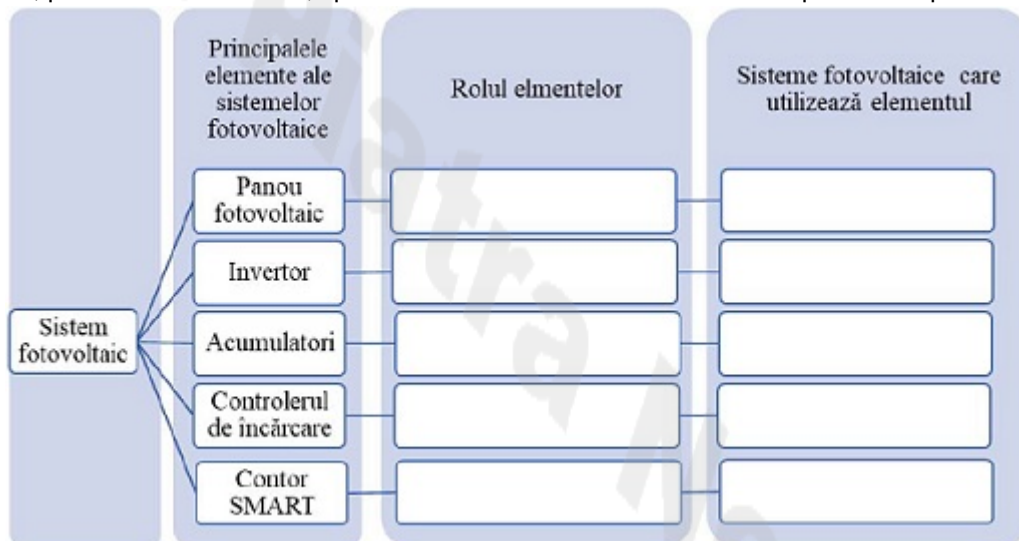 Principalele
elemente ale
sistemelor
fotovoltaice
Rolul elmentelor
Sisteme fotovoltaice care
utilizează elementul
Panou
fotovoltaic
Invertor
Sistem
fotovoltaic
Acumulatori
Controlerul
de încărcare
Contor
SMART